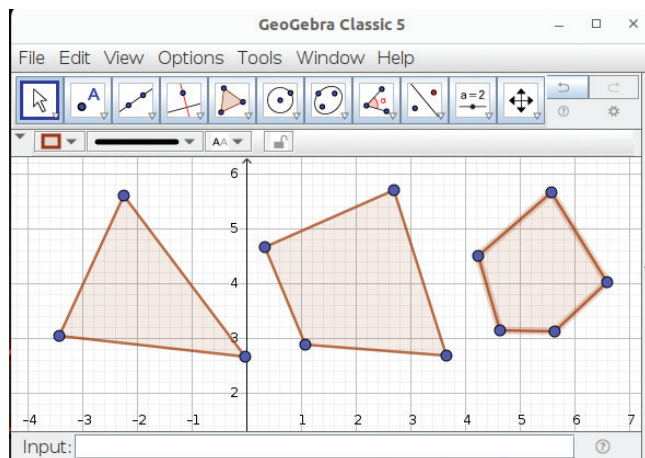 GeoGebra Classic 5
File Edit View Options Tools Window Help
A α a=2
AA
6
5
4
3
2
-4 -3 -2 -1 0 1 2 3 4 5 6 7
Input: